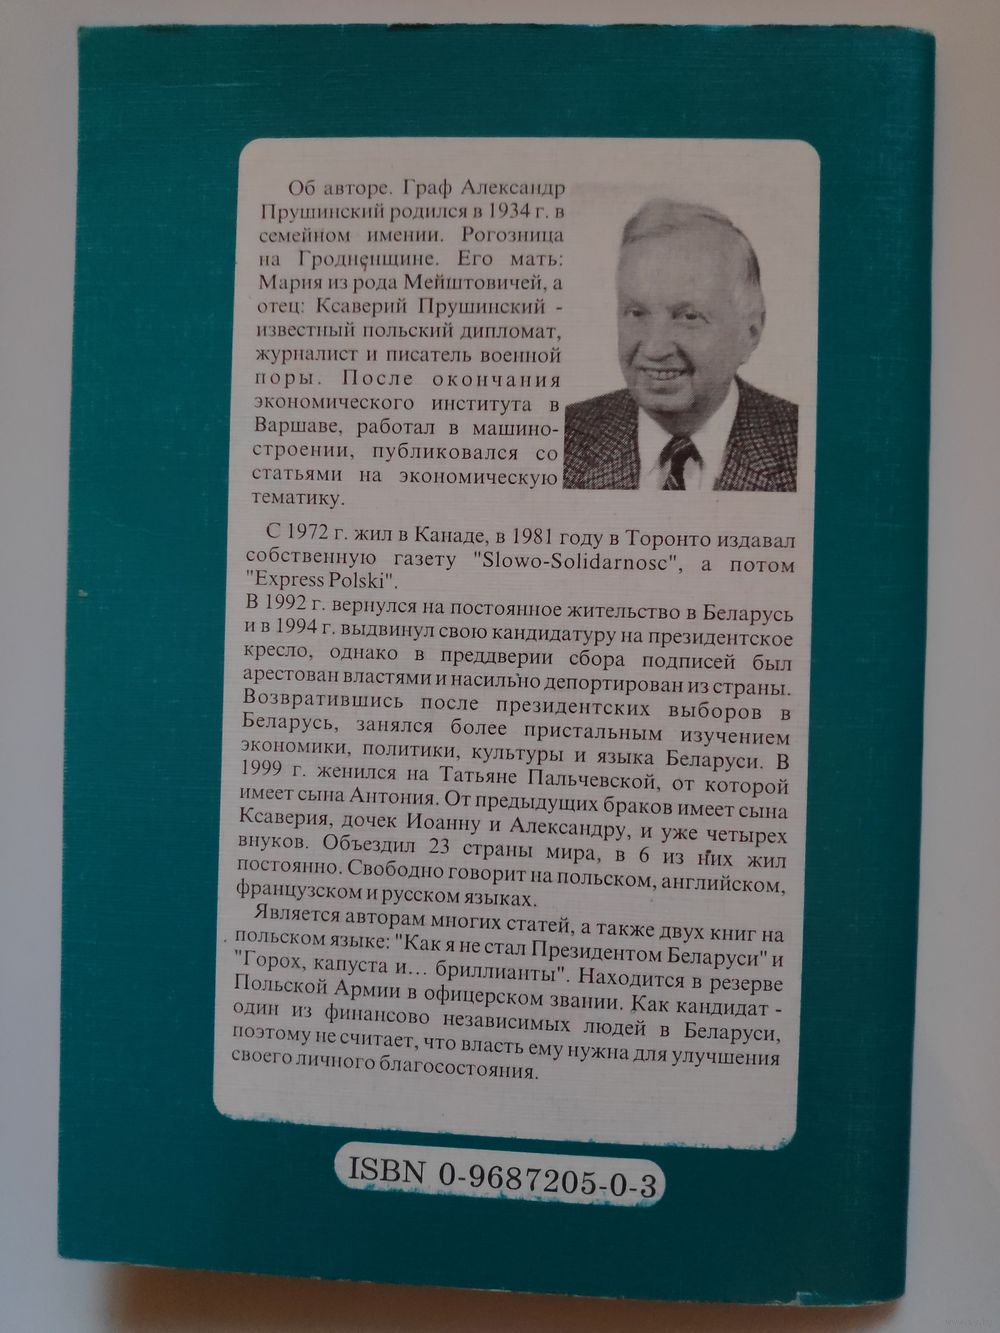 Об авторе. Граф Александр
Прушинский родился в 1934 г. в
семейном имении. Рогозница
на Гродненщине. Его мать:
Мария из рода Мейштовичей, а
отец: Ксаверий Прушинский -
известный польский дипломат,
журналист и писатель военной
поры. После окончания
экономического института в
Варшаве, работал в машино-
строении, публиковался со
статьями на экономическую
тематику.
С 1972 г. жил в Канаде, в 1981 году в Торонто издавал
собственную газету "Slowo-Solidarnosc", а потом
"Express Polski".
В 1992 г. вернулся на постоянное жительство в Беларусь
и в 1994 г. выдвинул свою кандидатуру на президентское
кресло, однако в преддверии сбора подписей был
арестован властями и насильно депортирован из страны.
Возвратившись после президентских выборов в
Беларусь, занялся более пристальным изучением
экономики, политики, культуры и языка Беларуси. В
1999 г. женился на Татьяне Пальчевской, от которой
имеет сына Антония. От предыдущих браков имеет сына
Ксаверия, дочек Иоанну и Александру, и уже четырех
внуков. Объездил 23 страны мира, в 6 из них жил
постоянно. Свободно говорит на польском, английском,
французском и русском языках.
Является авторам многих статей, а также двух книг на
польском языке: "Как я не стал Президентом Беларуси" и
"Горох, капуста и... бриллианты". Находится в резерве
Польской Армии в офицерском звании. Как кандидат -
один из финансово независимых людей в Беларуси,
поэтому не считает, что власть ему нужна для улучшения
своего личного благосостояния.
ISBN 0-9687205-0-3